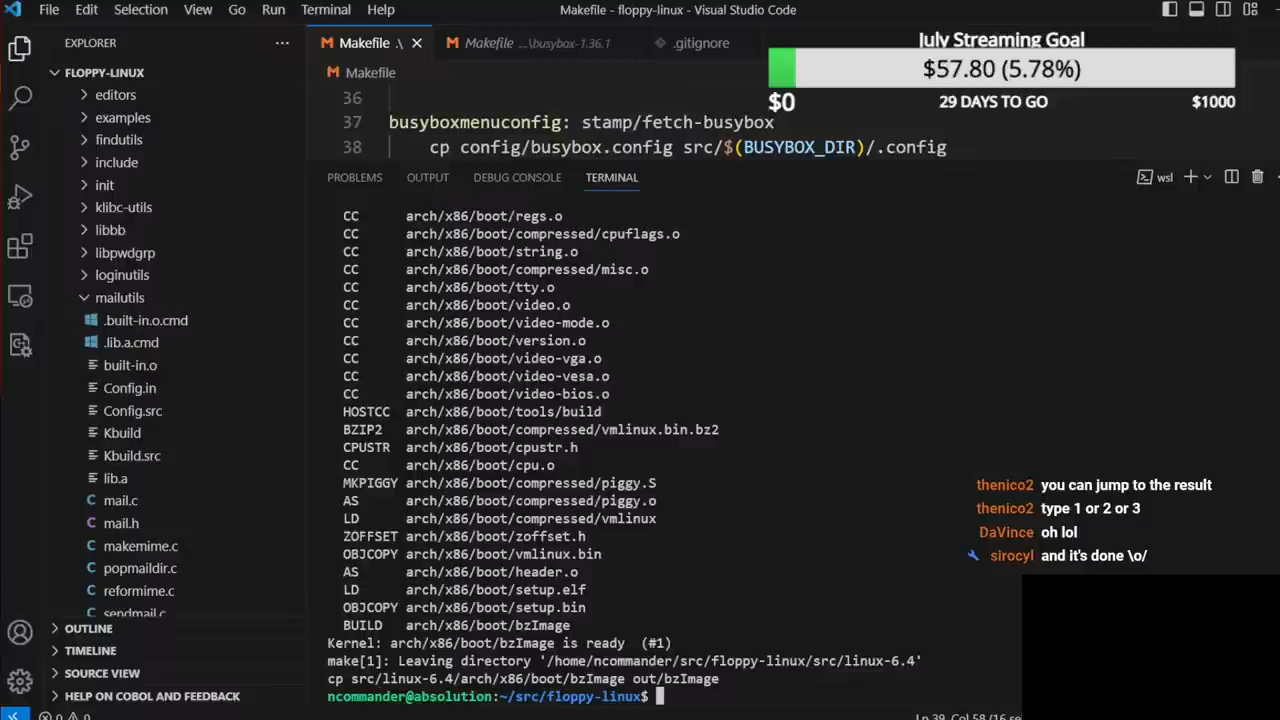 File Edit Selection View Go Run Terminal Help
Makefile - floppy-linux - Visual Studio Code
EXPLORER
FLOPPY-LINUX
editors
examples
findutils
include
init
klibc-utils
libbb
libpwdgrp
loginutils
mailutils
.built-in.o.cmd
.lib.a.cmd
built-in.o
Config.in
Config.src
Kbuild
Kbuild.src
lib.a
mail.c
mail.h
makemime.c
popmaildir.c
reformime.c
sendmail.c
OUTLINE
TIMELINE
SOURCE VIEW
HELP ON COBOL AND FEEDBACK
Makefile .\
Makefile ...\busybox-1.36.1
.gitignore
Makefile
36
37 busyboxmenuconfig: stamp/fetch-busybox
38 cp config/busybox.config src/$(BUSYBOX_DIR)/.config
July Streaming Goal
$57.80 (5.78%)
$0 29 DAYS TO GO $1000
PROBLEMS OUTPUT DEBUG CONSOLE TERMINAL
wsl
CC arch/x86/boot/regs.o
CC arch/x86/boot/compressed/cpuflags.o
CC arch/x86/boot/string.o
CC arch/x86/boot/compressed/misc.o
CC arch/x86/boot/tty.o
CC arch/x86/boot/video.o
CC arch/x86/boot/video-mode.o
CC arch/x86/boot/version.o
CC arch/x86/boot/video-vga.o
CC arch/x86/boot/video-vesa.o
CC arch/x86/boot/video-bios.o
HOSTCC arch/x86/boot/tools/build
BZIP2 arch/x86/boot/compressed/vmlinux.bin.bz2
CPUSTR arch/x86/boot/cpustr.h
CC arch/x86/boot/cpu.o
MKPIGGY arch/x86/boot/compressed/piggy.S
AS arch/x86/boot/compressed/piggy.o
LD arch/x86/boot/compressed/vmlinux
ZOFFSET arch/x86/boot/zoffset.h
OBJCOPY arch/x86/boot/vmlinux.bin
AS arch/x86/boot/header.o
LD arch/x86/boot/setup.elf
OBJCOPY arch/x86/boot/setup.bin
BUILD arch/x86/boot/bzImage
Kernel: arch/x86/boot/bzImage is ready (#1)
make[1]: Leaving directory '/home/ncommander/src/floppy-linux/src/linux-6.4'
cp src/linux-6.4/arch/x86/boot/bzImage out/bzImage
ncommander@absolution:~/src/floppy-linux$
thenico2 you can jump to the result
thenico2 type 1 or 2 or 3
DaVince oh lol
sirocyl and it's done \o/